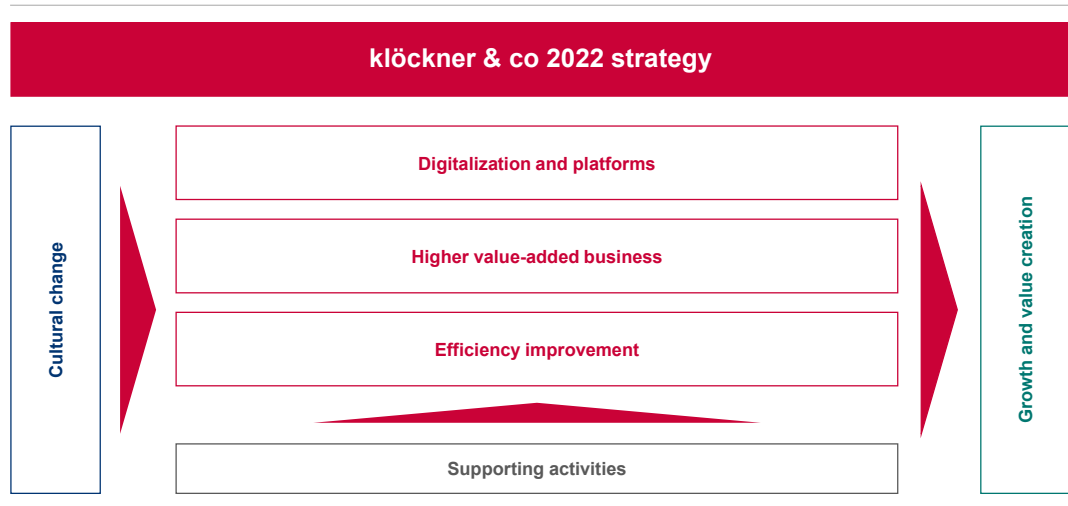 klöckner & co 2022 strategy
Cultural change
Digitalization and platforms
Higher value-added business
Efficiency improvement
Supporting activities
Growth and value creation